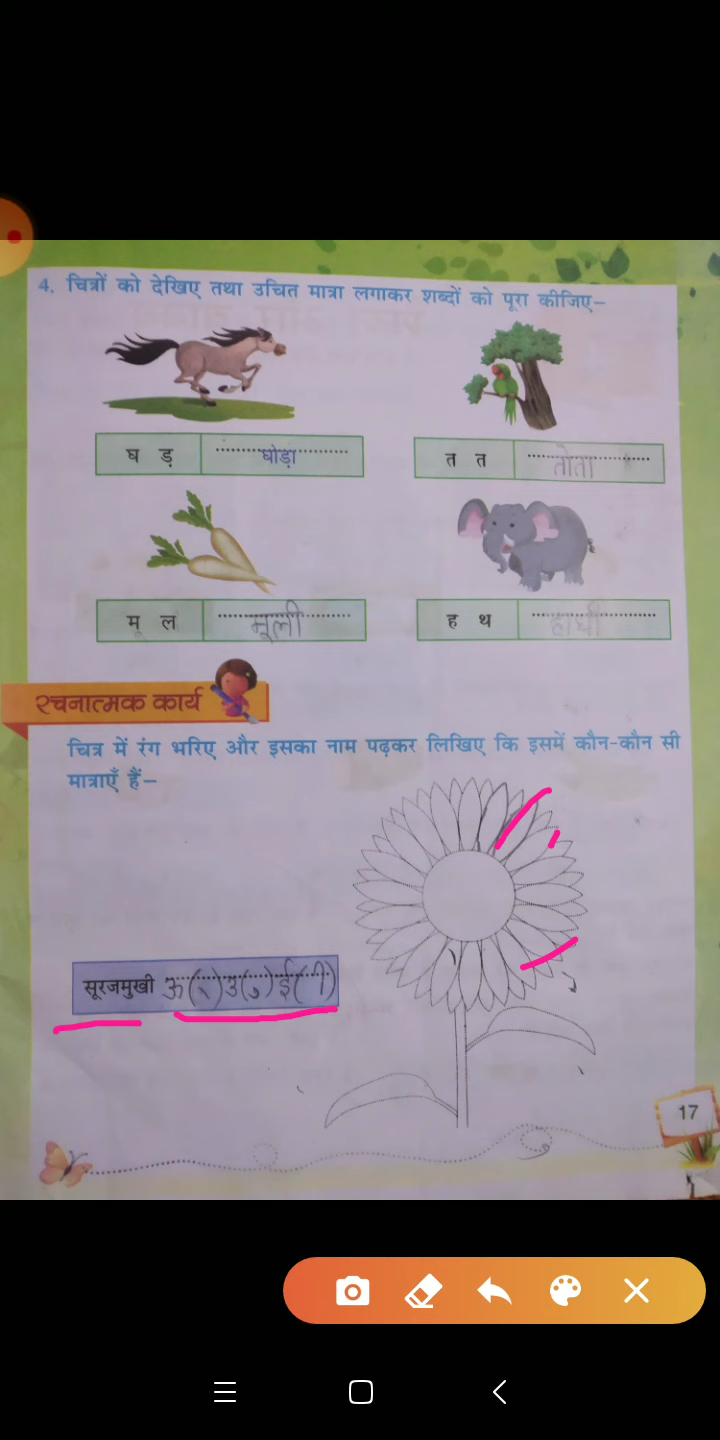 4. चित्रों को देखिए तथा उचित मात्रा लगाकर शब्दों को पूरा कीजिए–
घ ड़ घोड़ा
त त तोता
मू ल मूली
ह थ हाथी
रचनात्मक कार्य
चित्र में रंग भरिए और इसका नाम पढ़कर लिखिए कि इसमें कौन-कौन सी
मात्राएँ हैं–
सूरजमुखी ऊ(ू) उ(ु) ई(ी)
17